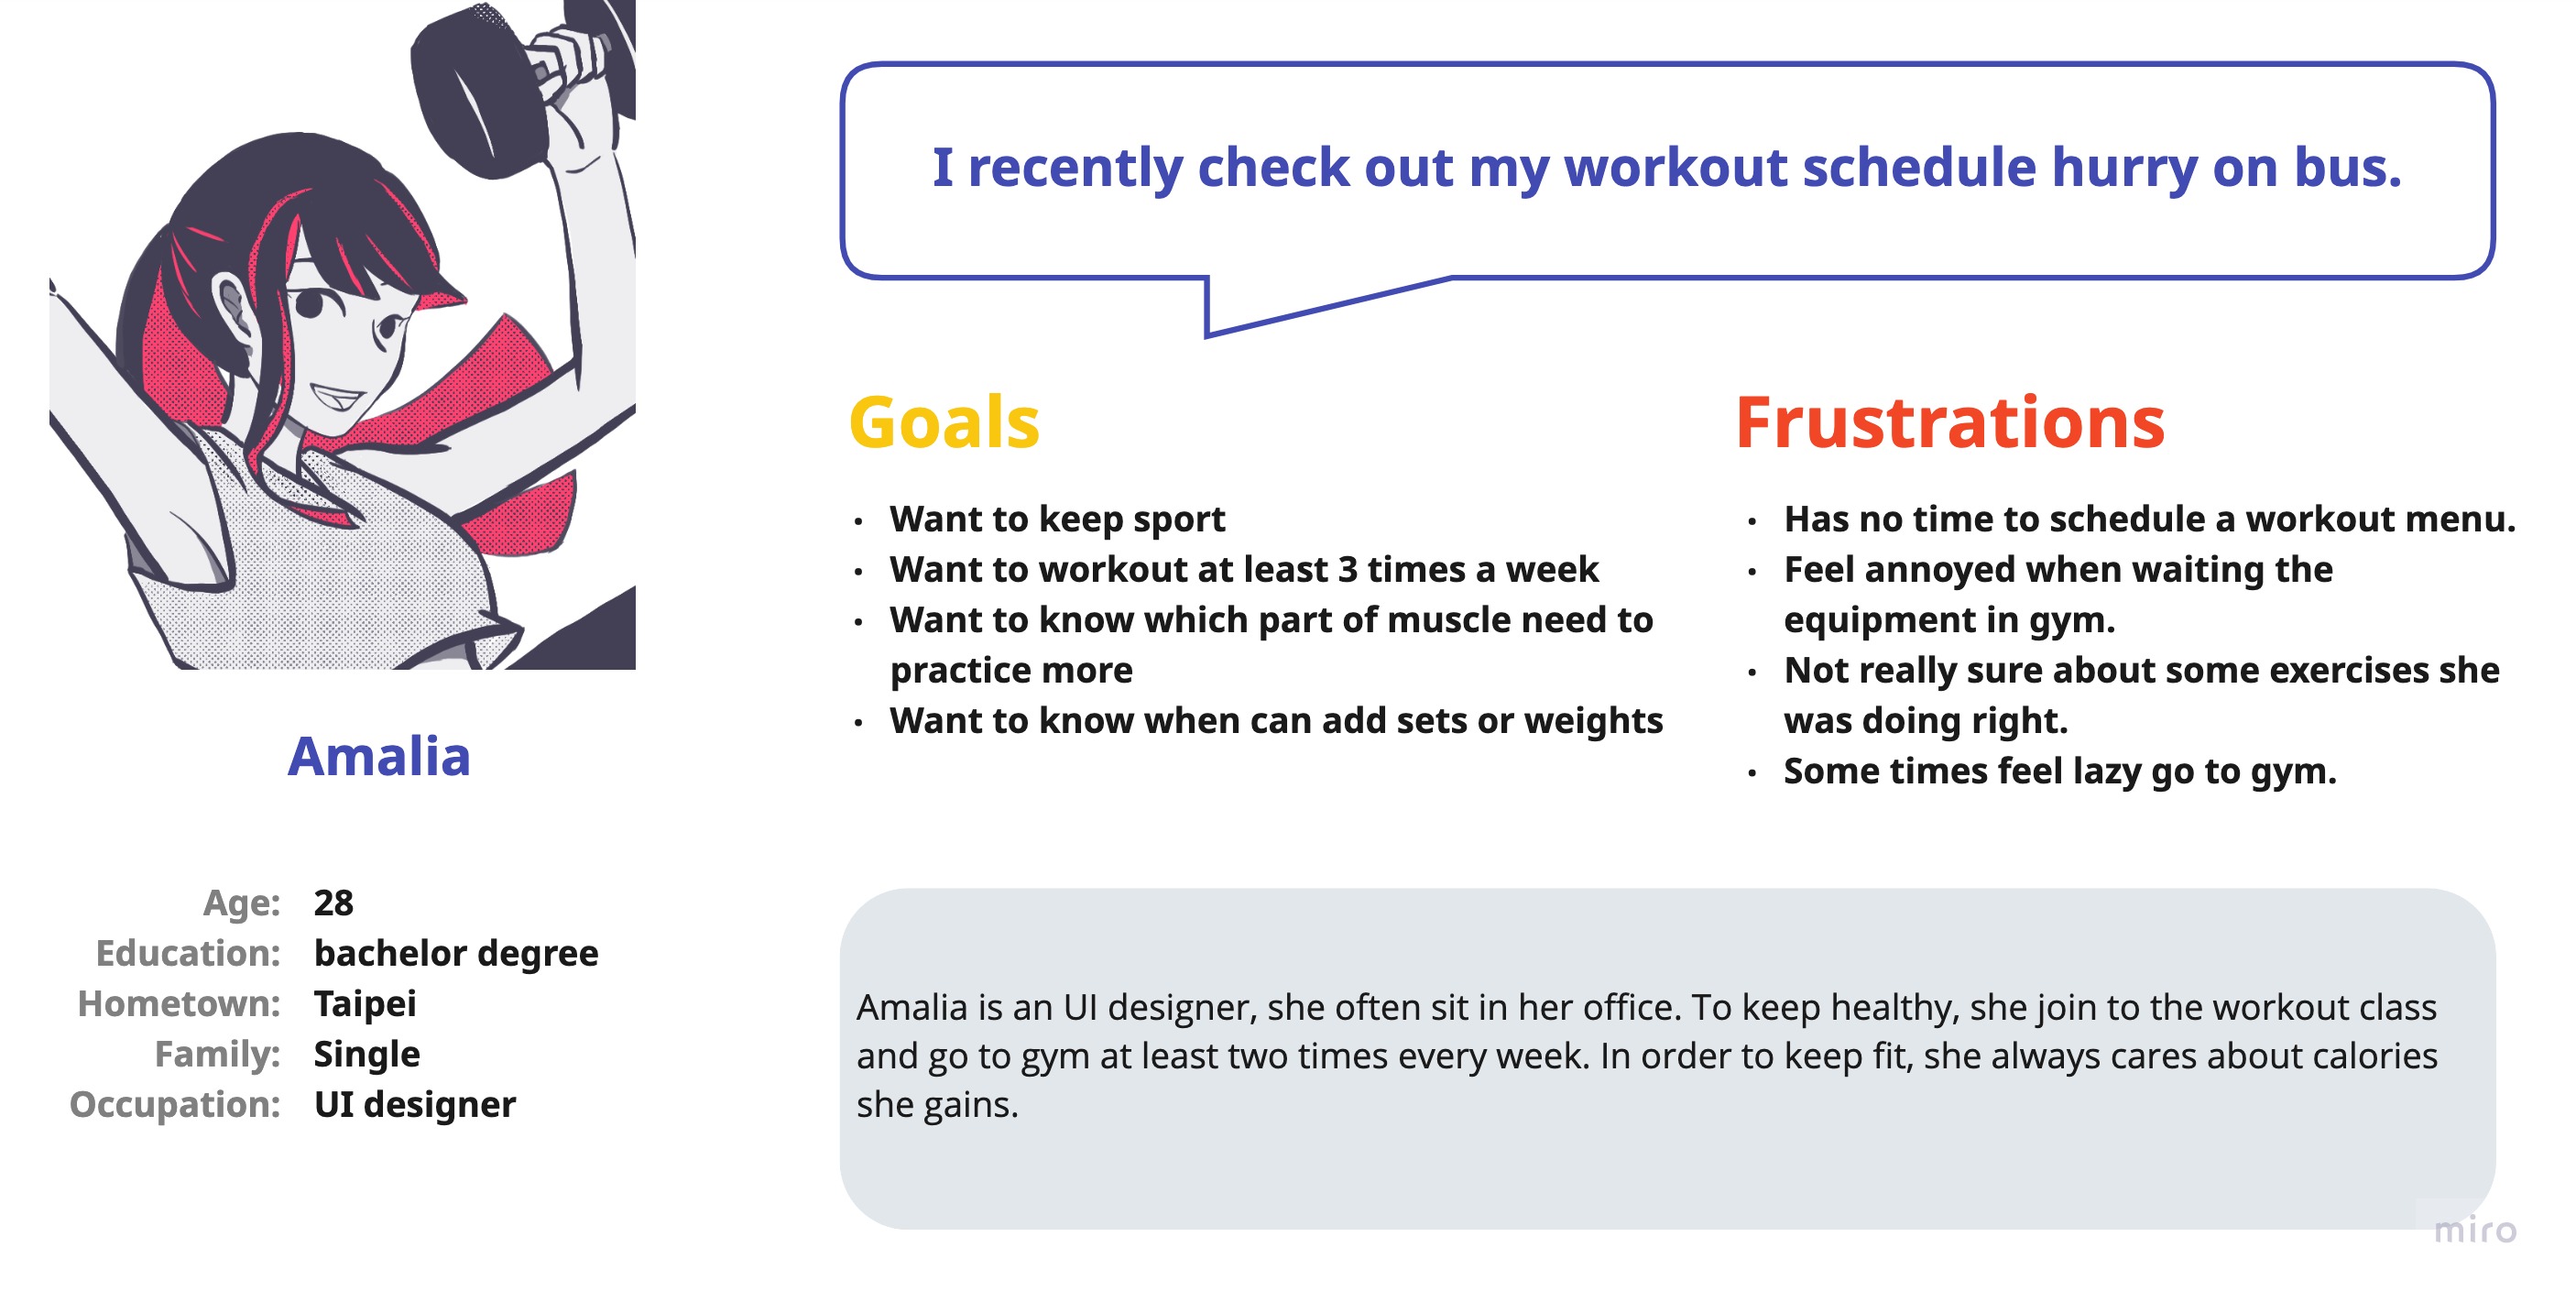 I recently check out my workout schedule hurry on bus.
Goals
· Want to keep sport
· Want to workout at least 3 times a week
· Want to know which part of muscle need to
practice more
· Want to know when can add sets or weights
Frustrations
· Has no time to schedule a workout menu.
· Feel annoyed when waiting the
equipment in gym.
· Not really sure about some exercises she
was doing right.
· Some times feel lazy go to gym.
Amalia
Age: 28
Education: bachelor degree
Hometown: Taipei
Family: Single
Occupation: UI designer
Amalia is an UI designer, she often sit in her office. To keep healthy, she join to the workout class
and go to gym at least two times every week. In order to keep fit, she always cares about calories
she gains.
miro